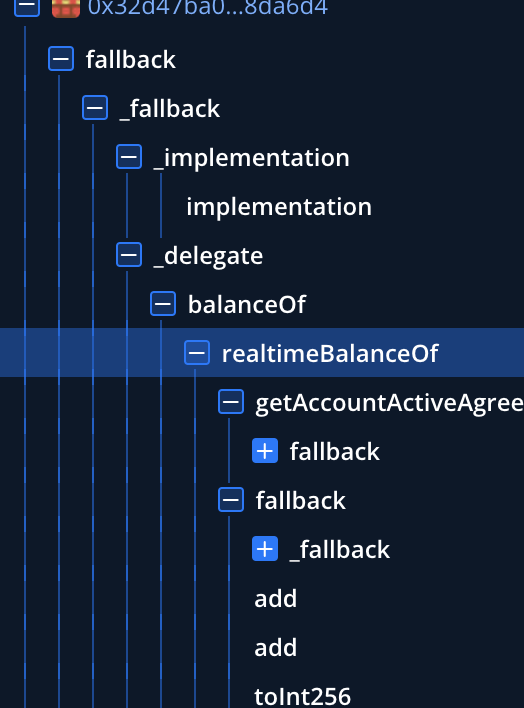 0x32d47ba0...8da6d4
fallback
_fallback
_implementation
implementation
_delegate
balanceOf
realtimeBalanceOf
getAccountActiveAgree
fallback
fallback
_fallback
add
add
toInt256